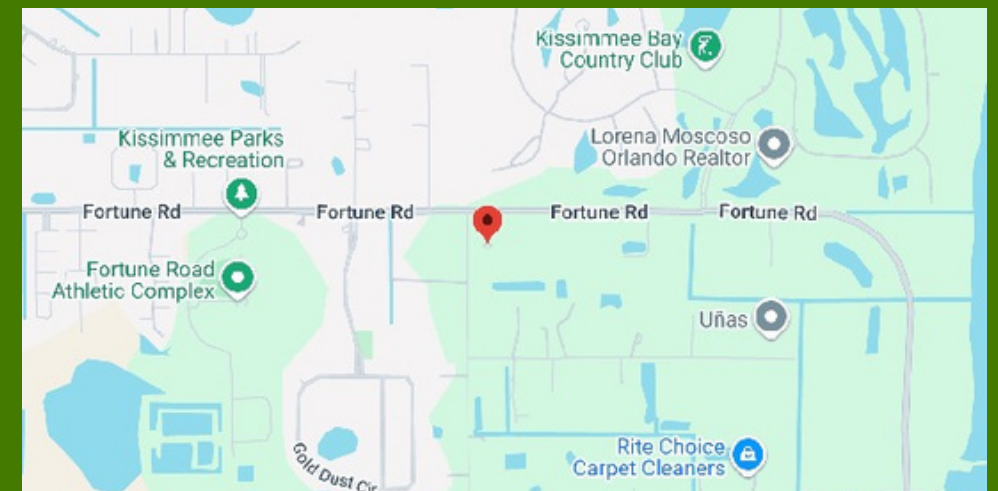 Kissimmee Bay
Country Club
Kissimmee Parks
& Recreation
Lorena Moscoso
Orlando Realtor
Fortune Rd
Fortune Rd
Fortune Rd
Fortune Rd
Fortune Road
Athletic Complex
Uñas
Rite Choice
Carpet Cleaners
Gold Dust Cir